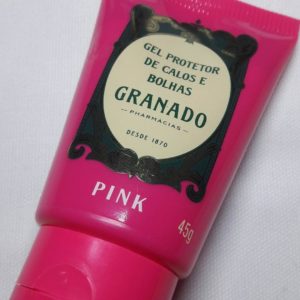 GEL PROTETOR
DE CALOS E
BOLHAS
GRANADO
PHARMACIAS
DESDE 1870
PINK
45g